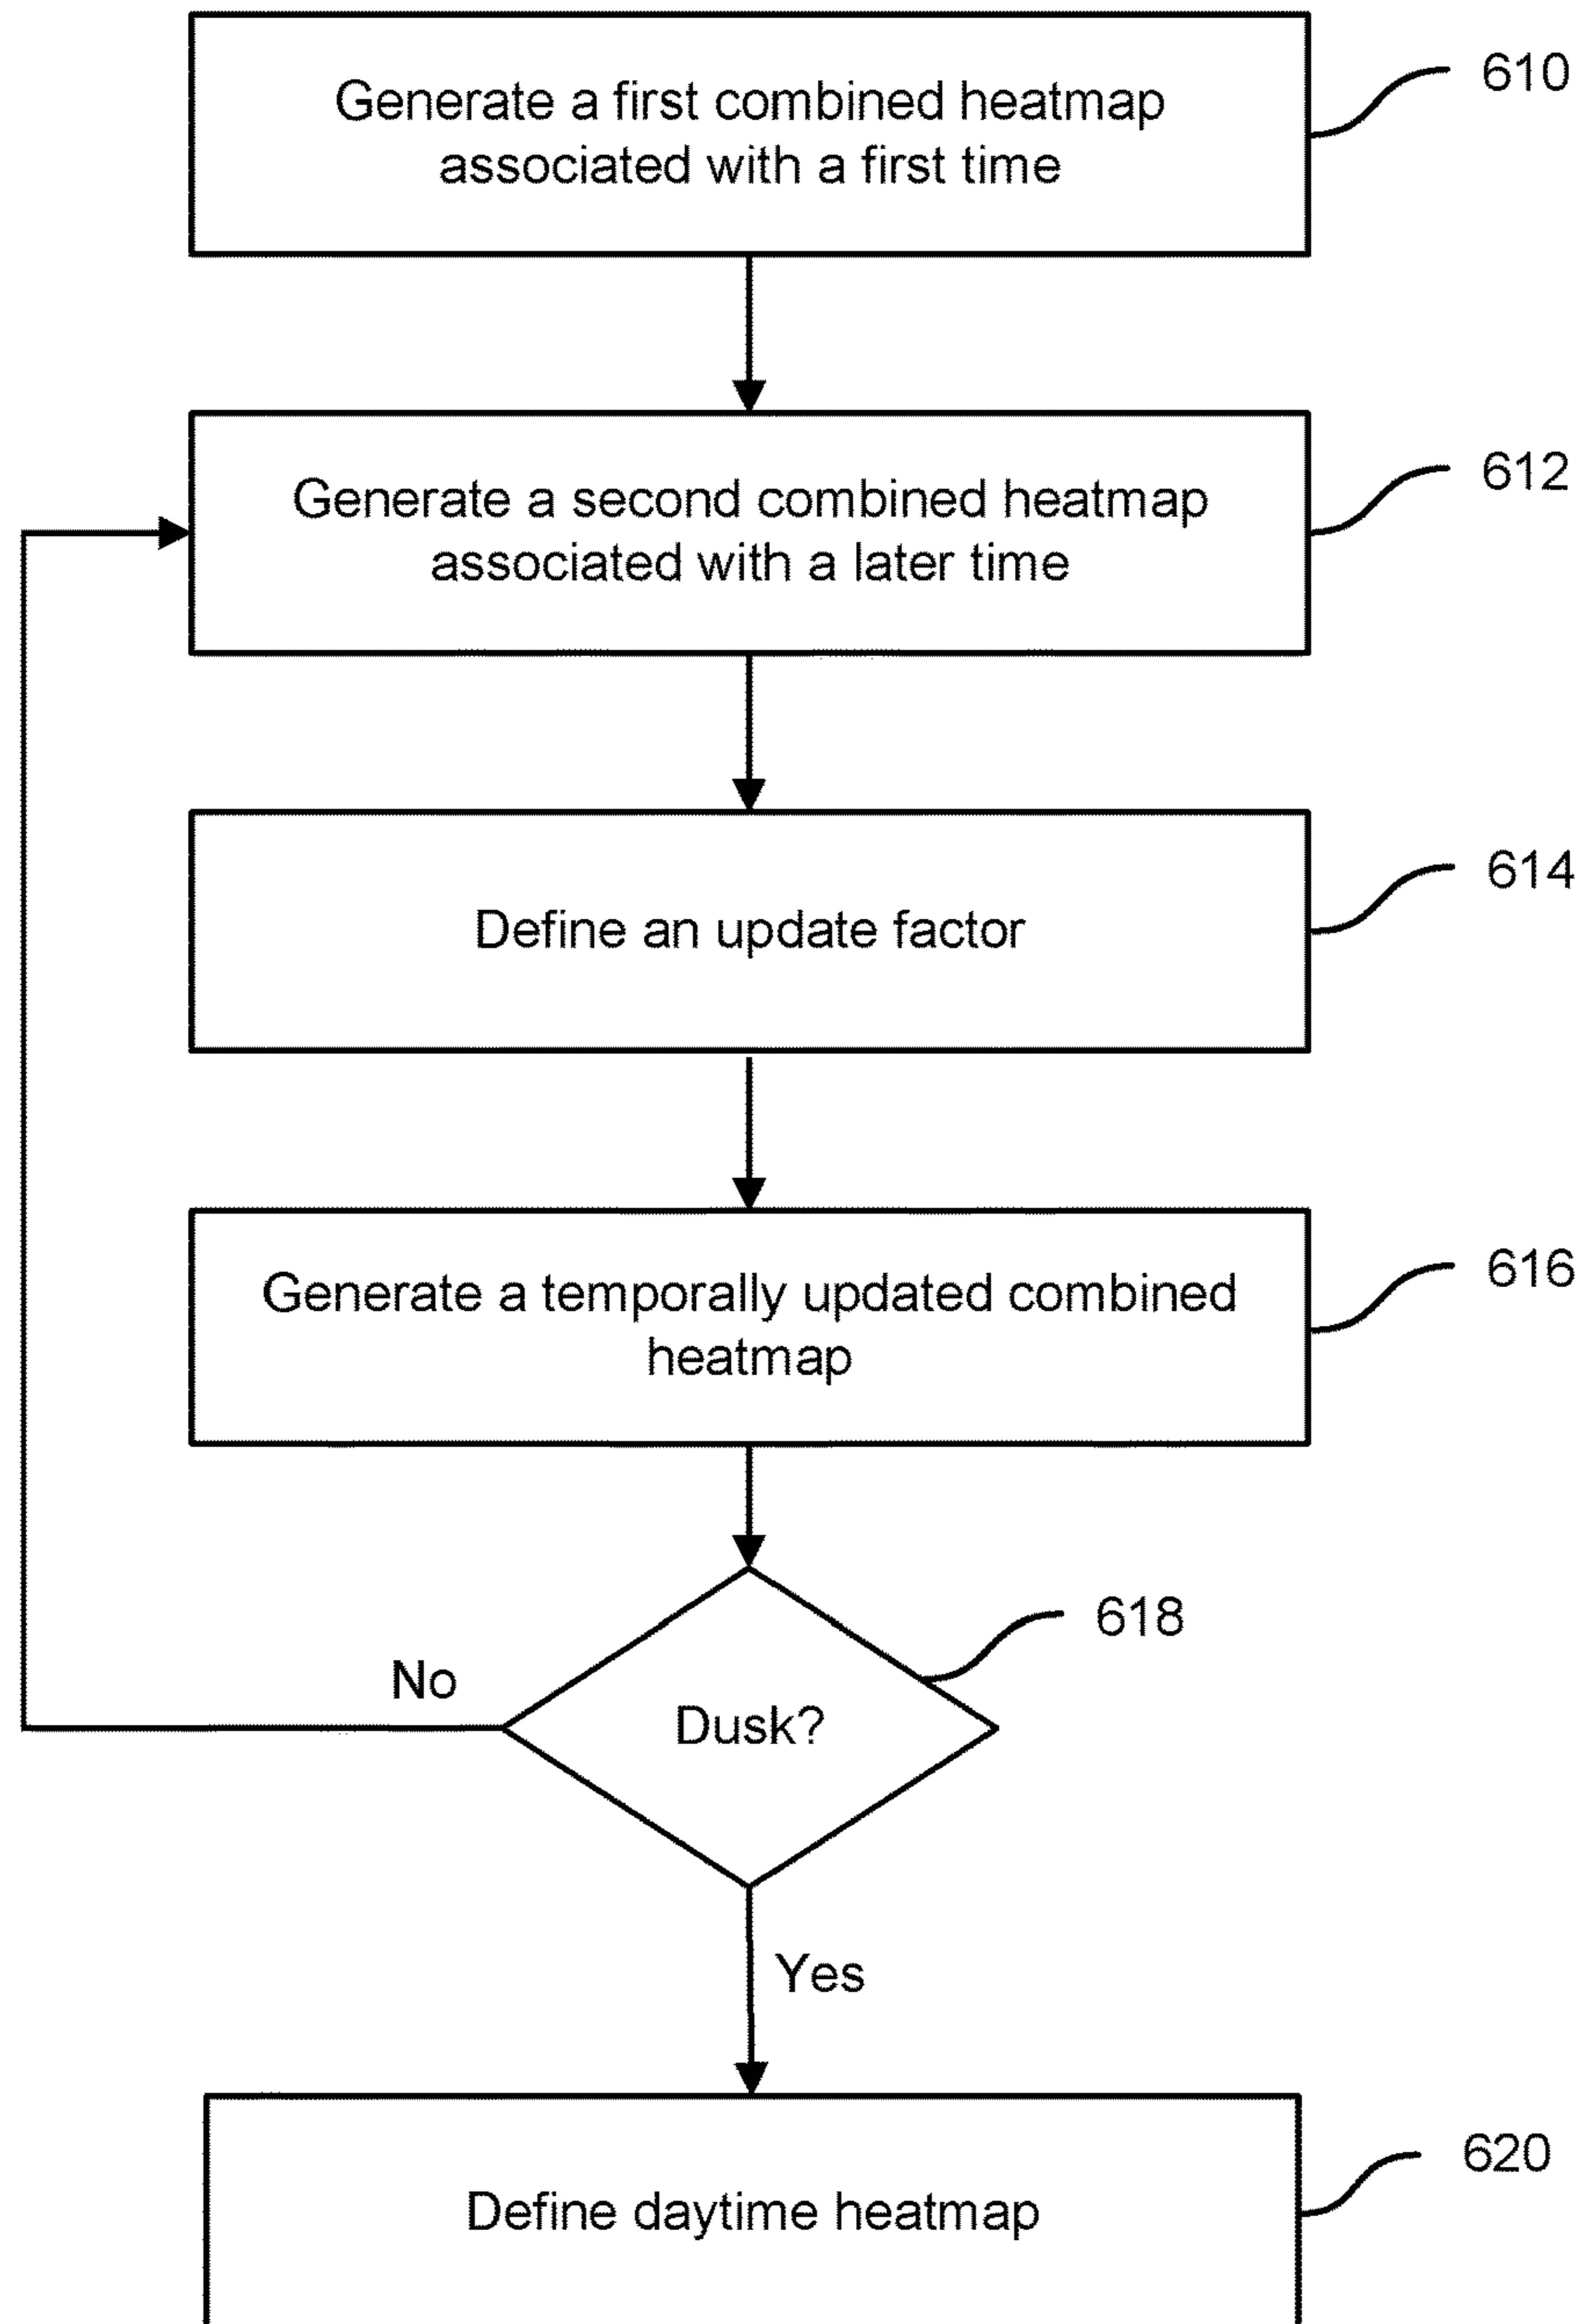 Generate a first combined heatmap
associated with a first time
610
Generate a second combined heatmap
associated with a later time
612
Define an update factor
614
Generate a temporally updated combined
heatmap
616
Dusk?
618
No
Yes
Define daytime heatmap
620